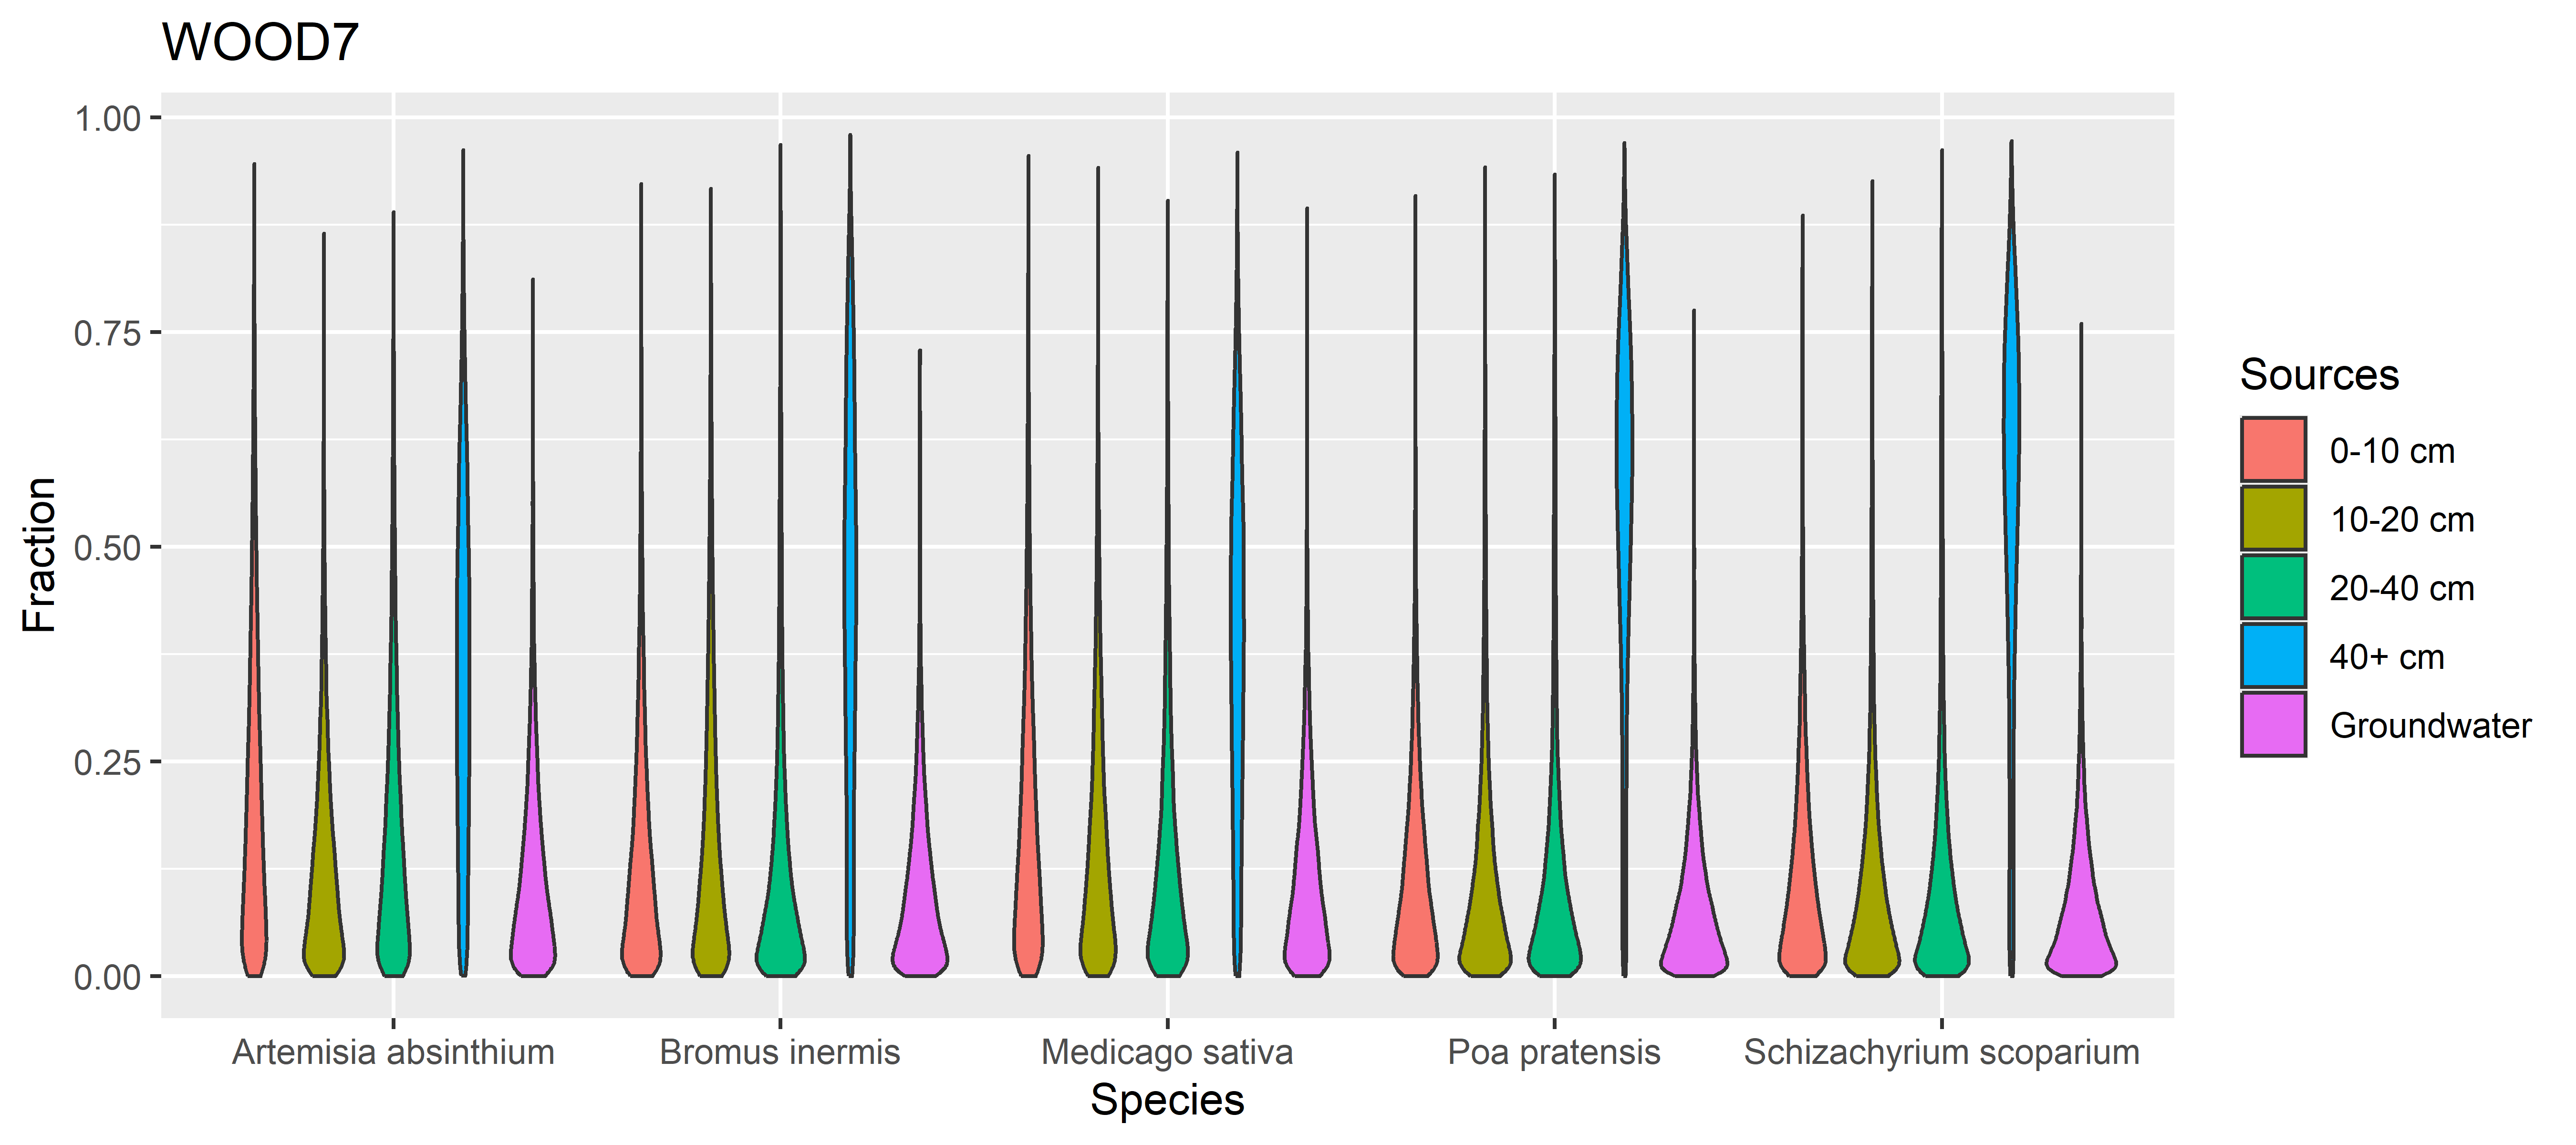 WOOD7
1.00
0.75
0.50
0.25
0.00
Fraction
Artemisia absinthium
Bromus inermis
Medicago sativa
Poa pratensis
Schizachyrium scoparium
Species
Sources
0-10 cm
10-20 cm
20-40 cm
40+ cm
Groundwater